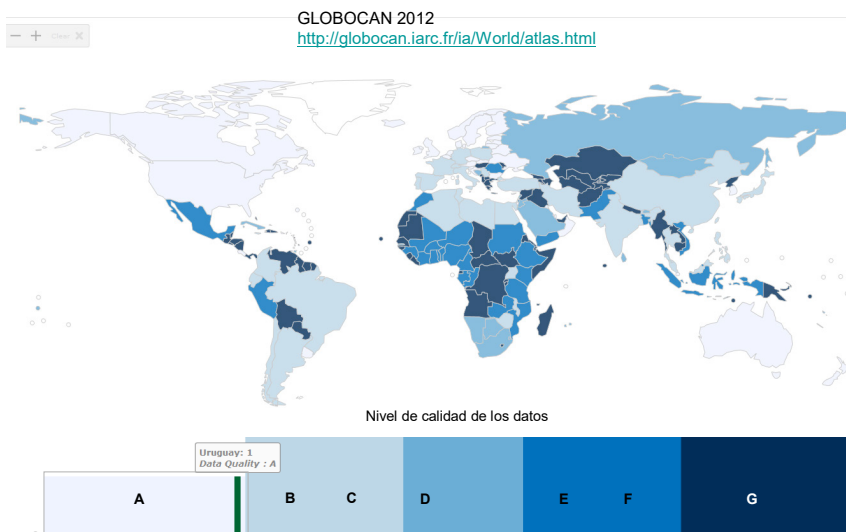 GLOBOCAN 2012
http://globocan.iarc.fr/ia/World/atlas.html
− + Clear ✕
Nivel de calidad de los datos
Uruguay: 1
Data Quality : A
A B C D E F G